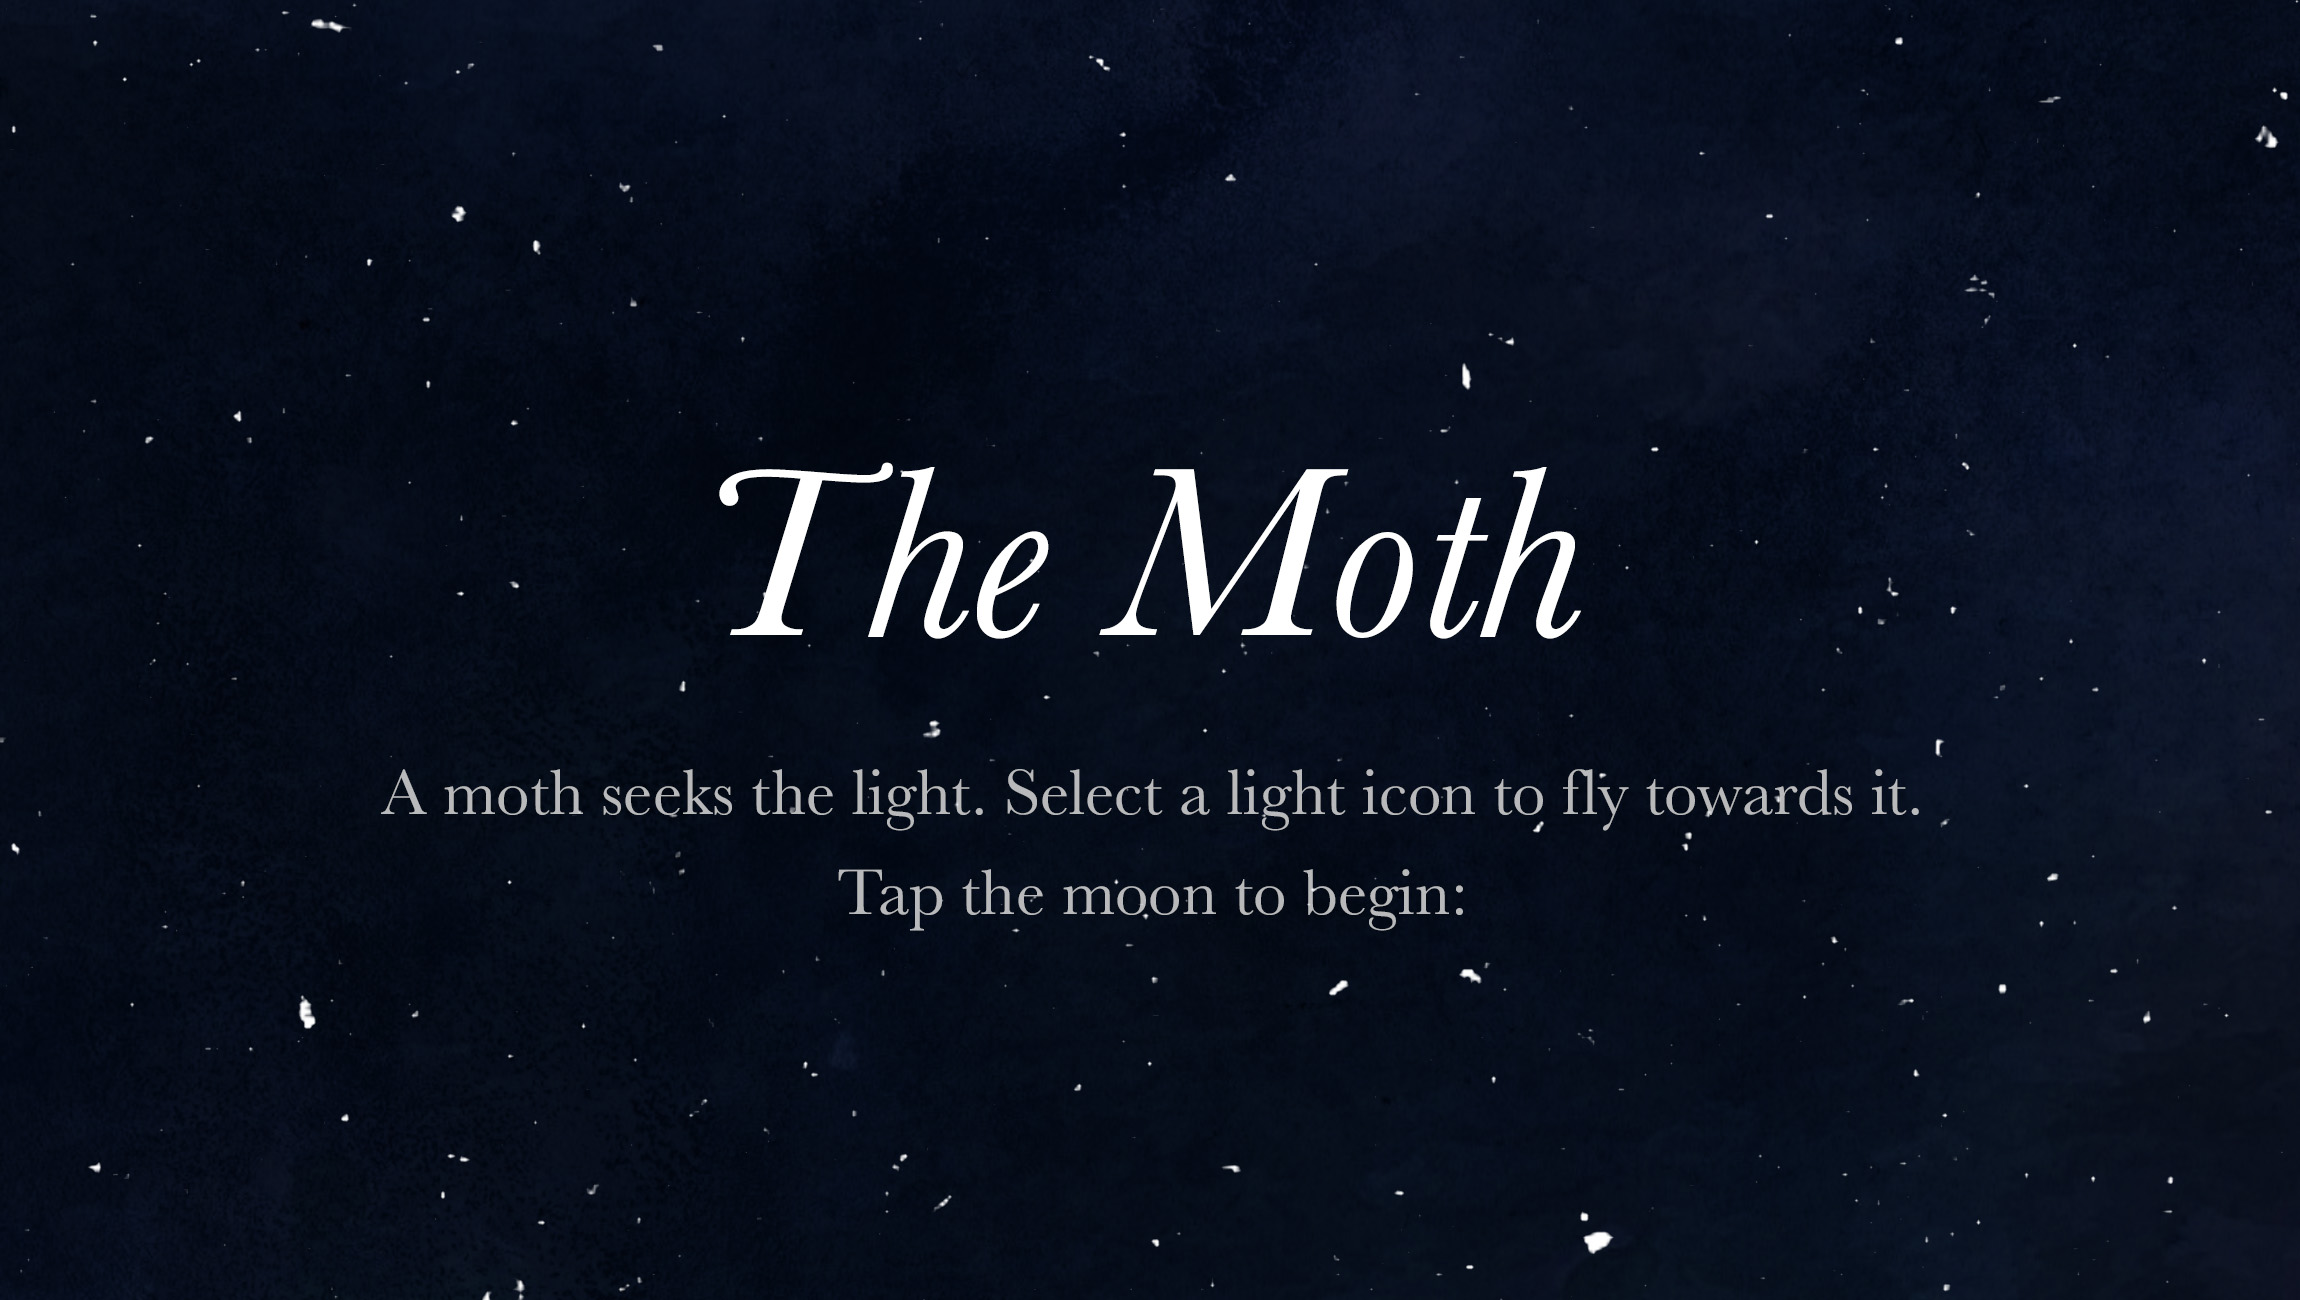 The Moth
A moth seeks the light. Select a light icon to fly towards it.
Tap the moon to begin: